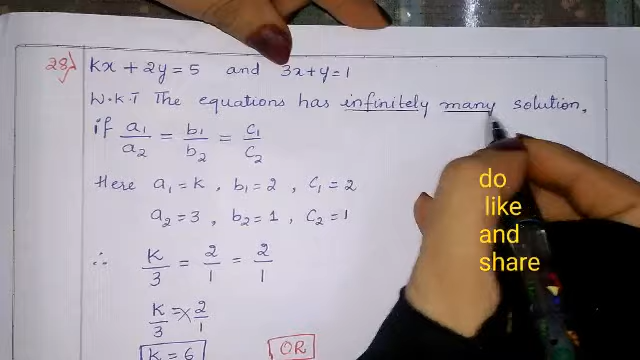 28) kx + 2y = 5 and 3x+y=1
W.K.T The equations has infinitely many solution,
if a1/a2 = b1/b2 = c1/c2
Here a1 = k, b1 = 2, c1 = 2
a2 = 3, b2 = 1, c2 = 1
∴ k/3 = 2/1 = 2/1
k/3 = 2/1
k = 6 OR
do
like
and
share